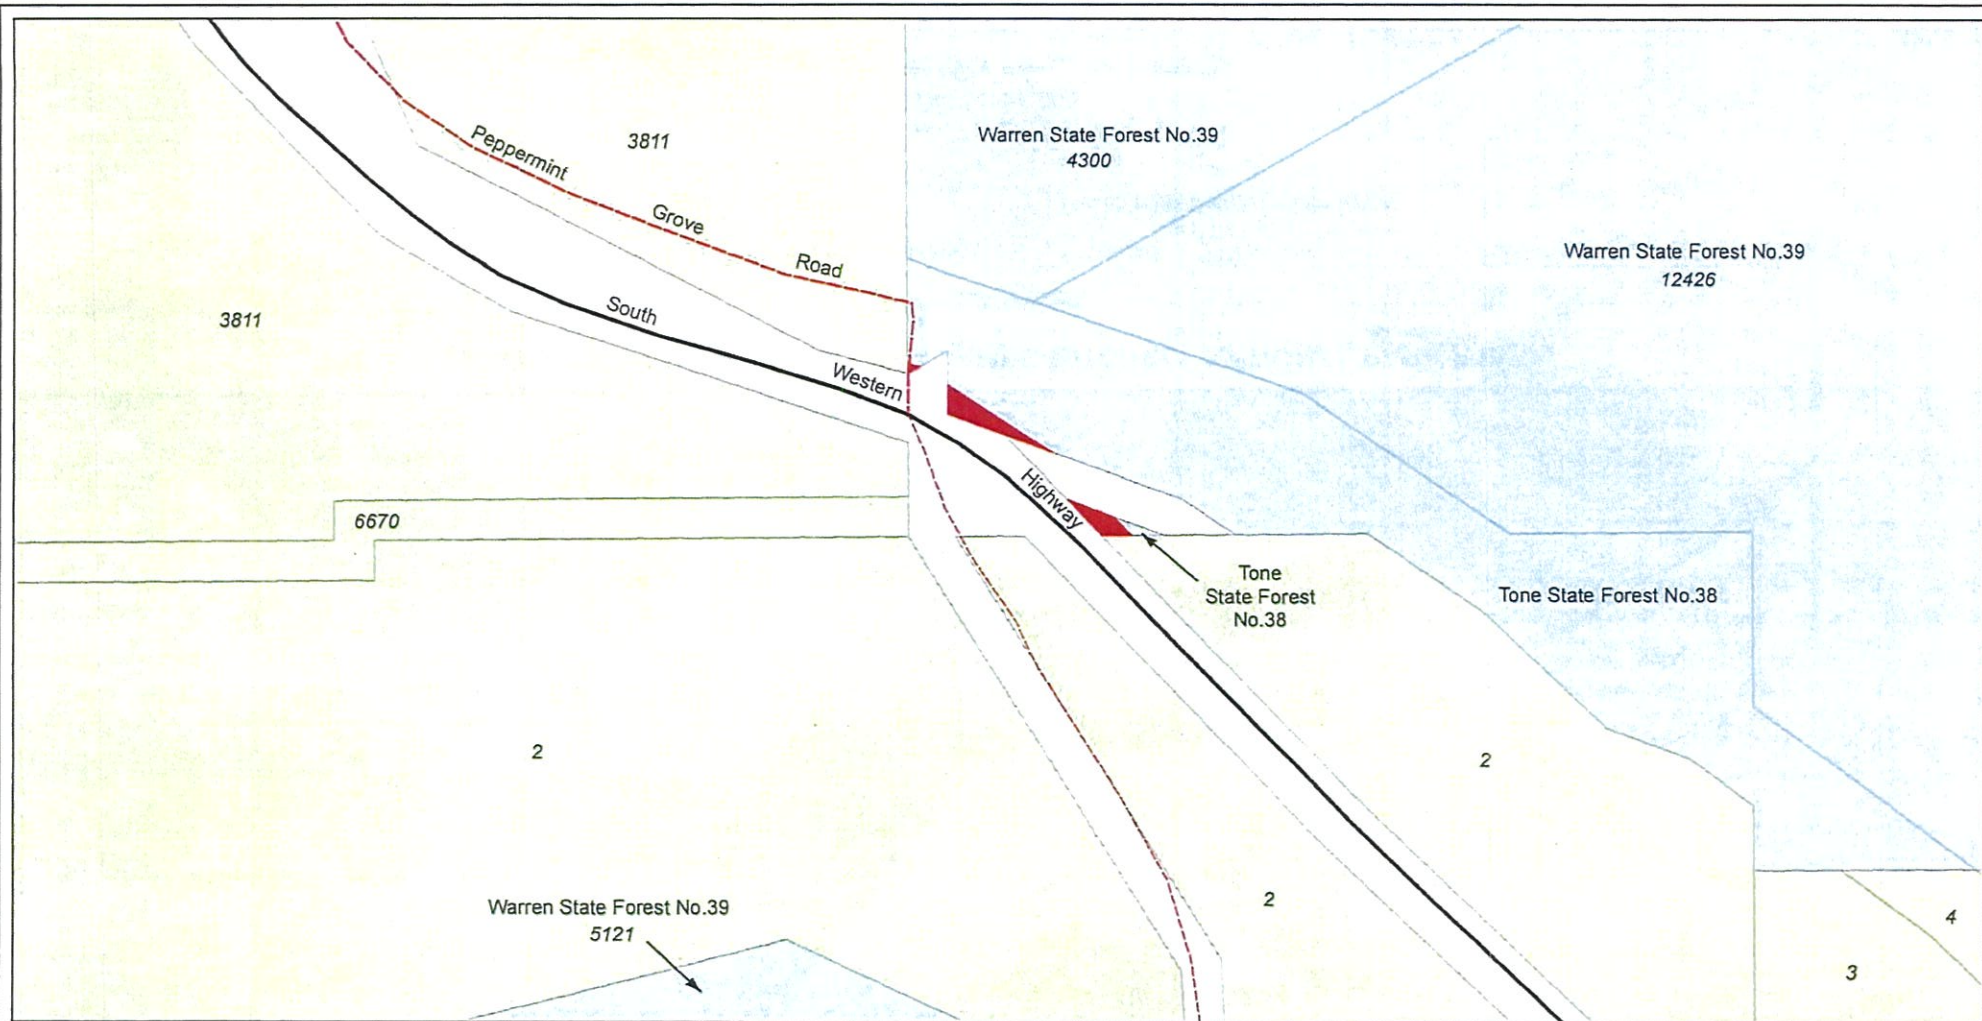 3811
Warren State Forest No.39
4300
Peppermint
Grove
Road
Warren State Forest No.39
12426
3811
South
Western
Highway
6670
Tone
State Forest
No.38
Tone State Forest No.38
2
2
2
Warren State Forest No.39
5121
4
3